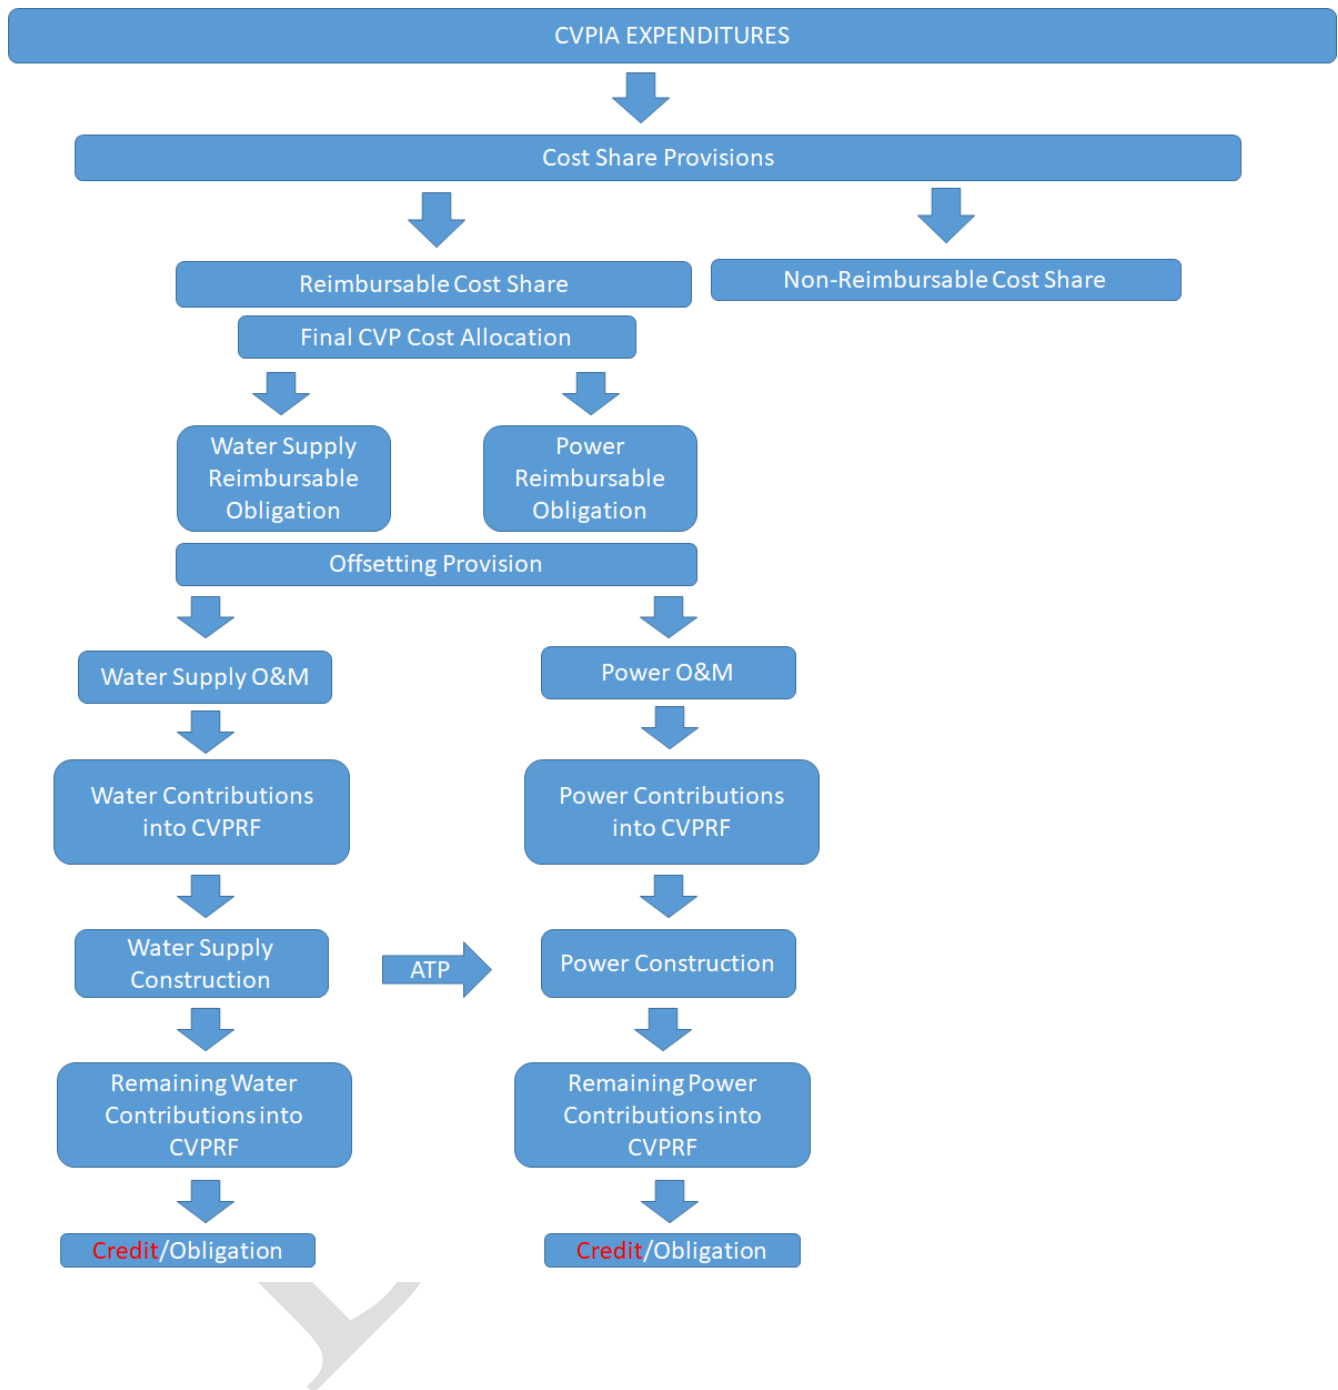 CVPIA EXPENDITURES
Cost Share Provisions
Reimbursable Cost Share
Non-Reimbursable Cost Share
Final CVP Cost Allocation
Water Supply
Reimbursable
Obligation
Power
Reimbursable
Obligation
Offsetting Provision
Water Supply O&M
Power O&M
Water Contributions
into CVPRF
Power Contributions
into CVPRF
Water Supply
Construction
ATP
Power Construction
Remaining Water
Contributions into
CVPRF
Remaining Power
Contributions into
CVPRF
Credit/Obligation
Credit/Obligation